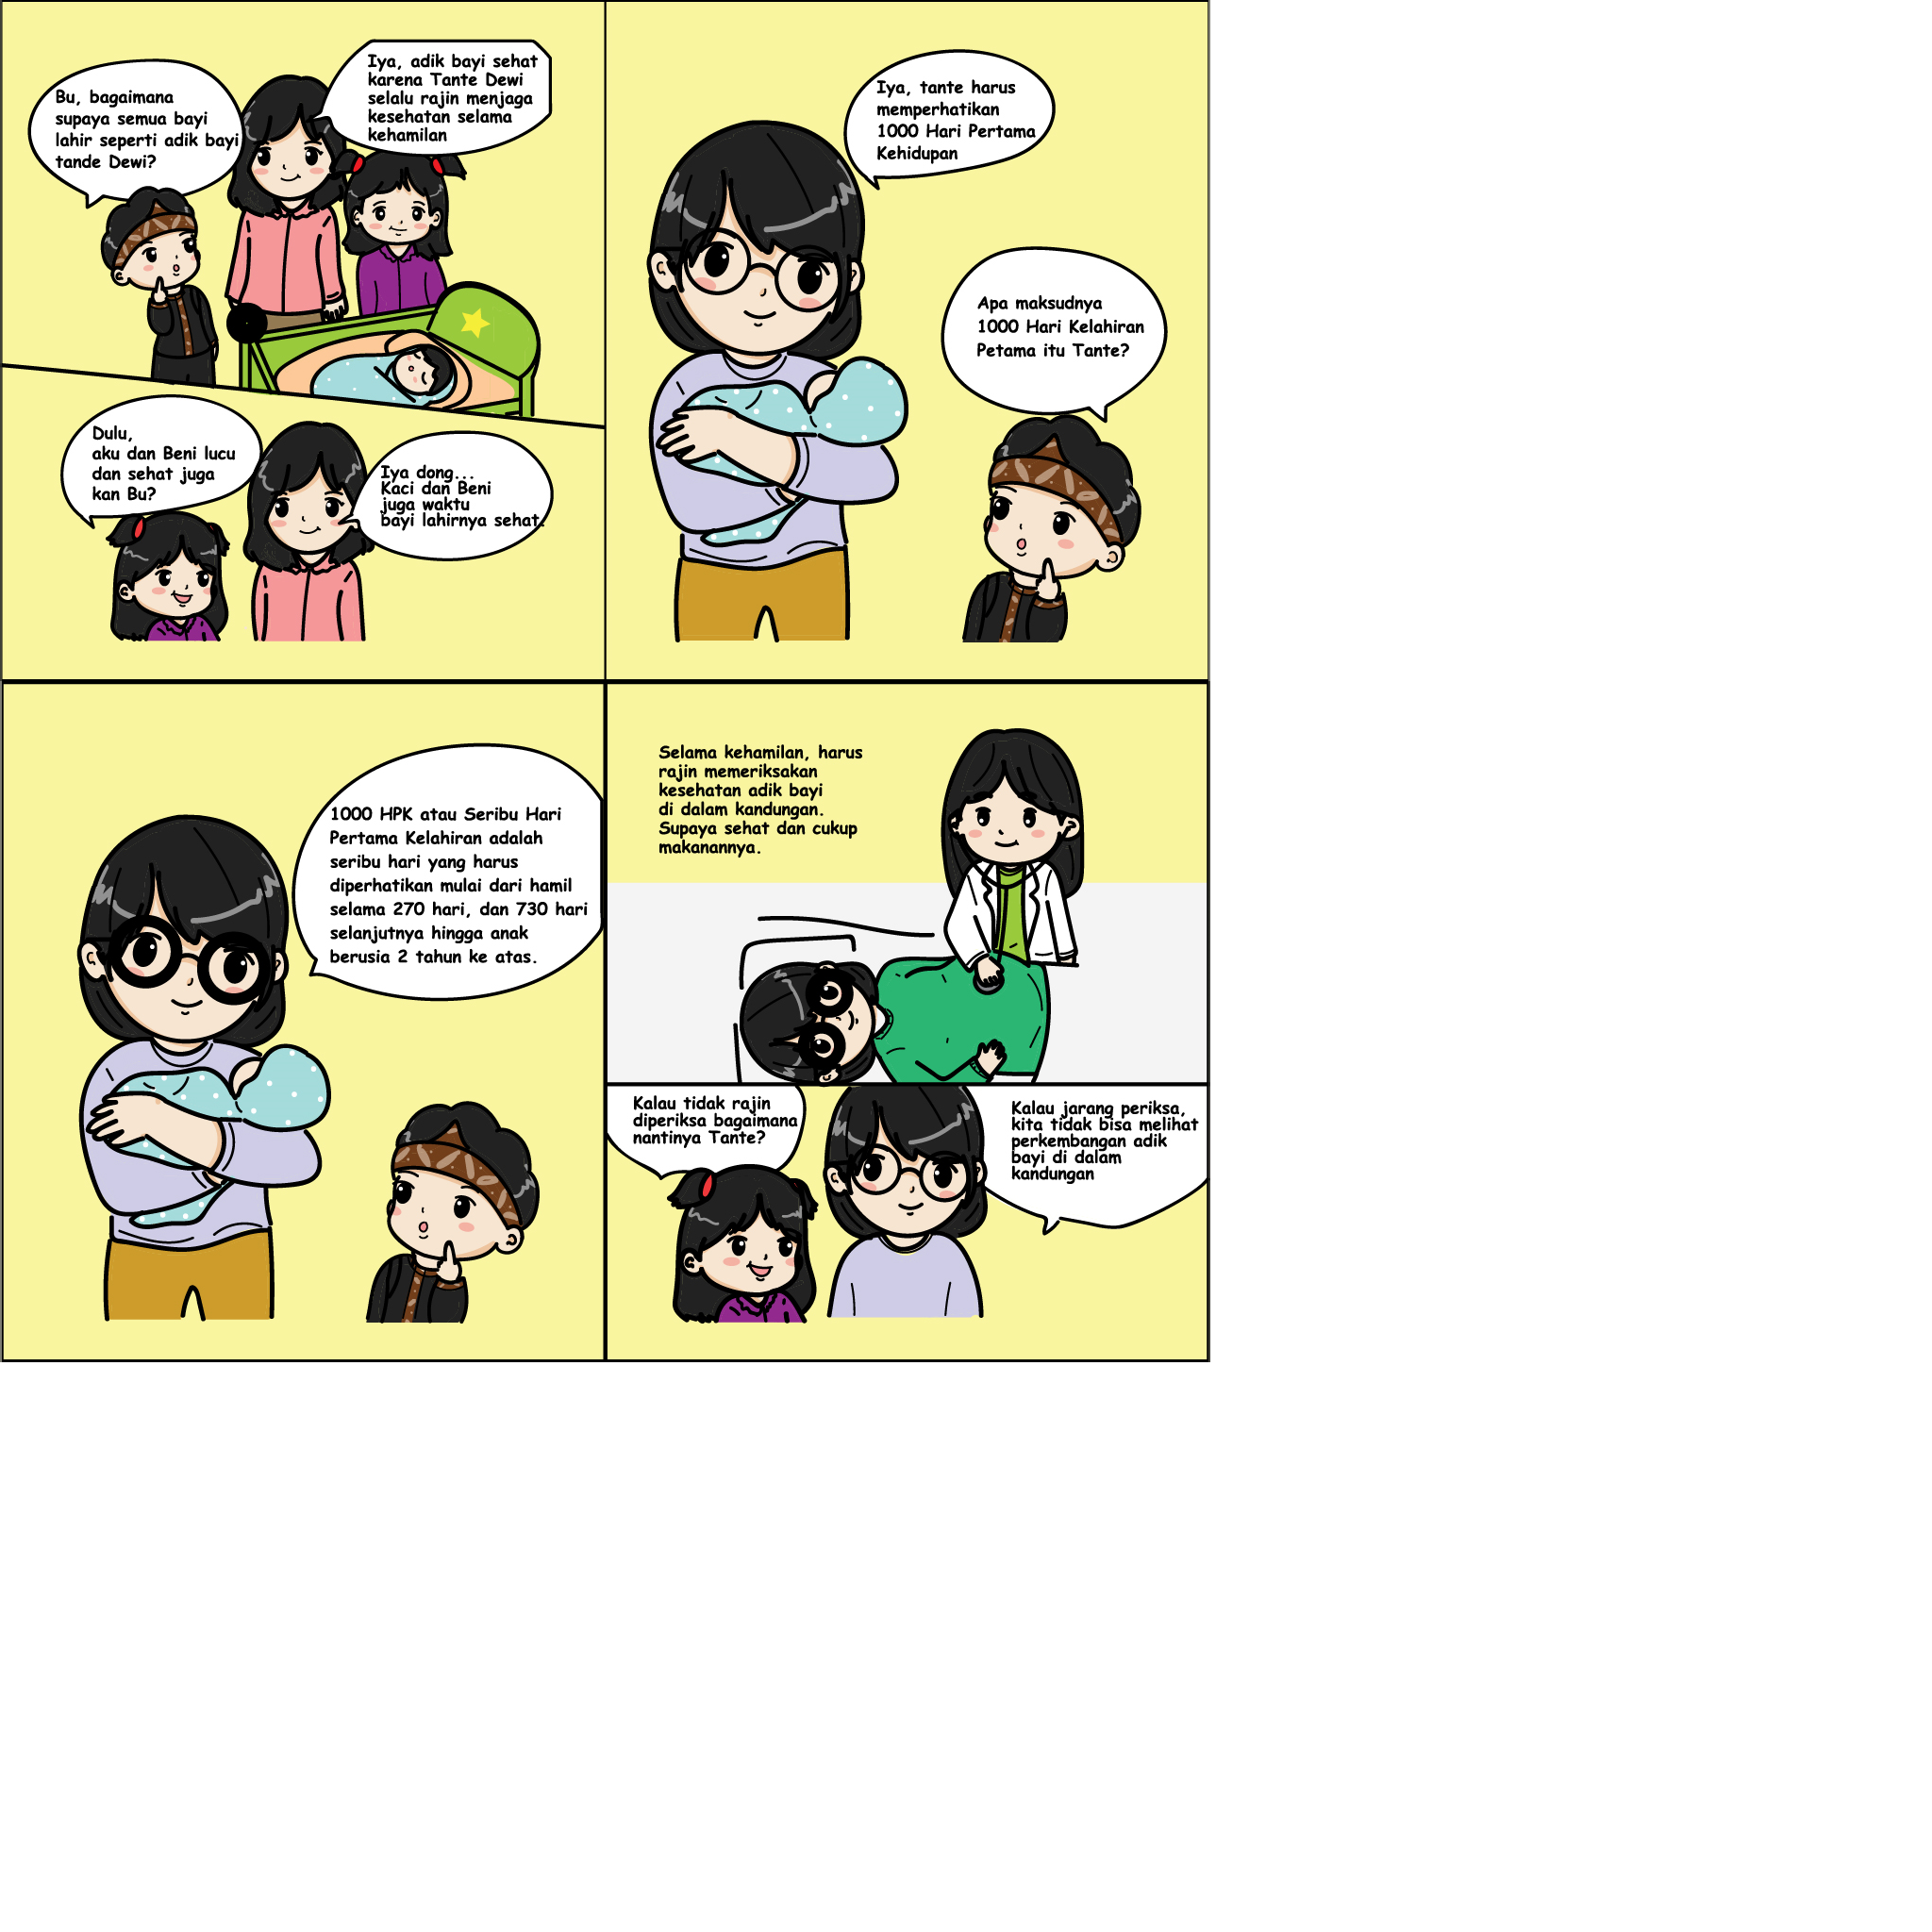 Bu, bagaimana
supaya semua bayi
lahir seperti adik bayi
tande Dewi?
Iya, adik bayi sehat
karena Tante Dewi
selalu rajin menjaga
kesehatan selama
kehamilan
Dulu,
aku dan Beni lucu
dan sehat juga
kan Bu?
Iya dong...
Kaci dan Beni
juga waktu
bayi lahirnya sehat.
Iya, tante harus
memperhatikan
1000 Hari Pertama
Kehidupan
Apa maksudnya
1000 Hari Kelahiran
Petama itu Tante?
1000 HPK atau Seribu Hari
Pertama Kelahiran adalah
seribu hari yang harus
diperhatikan mulai dari hamil
selama 270 hari, dan 730 hari
selanjutnya hingga anak
berusia 2 tahun ke atas.
Selama kehamilan, harus
rajin memeriksakan
kesehatan adik bayi
di dalam kandungan.
Supaya sehat dan cukup
makanannya.
Kalau tidak rajin
diperiksa bagaimana
nantinya Tante?
Kalau jarang periksa,
kita tidak bisa melihat
perkembangan adik
bayi di dalam
kandungan